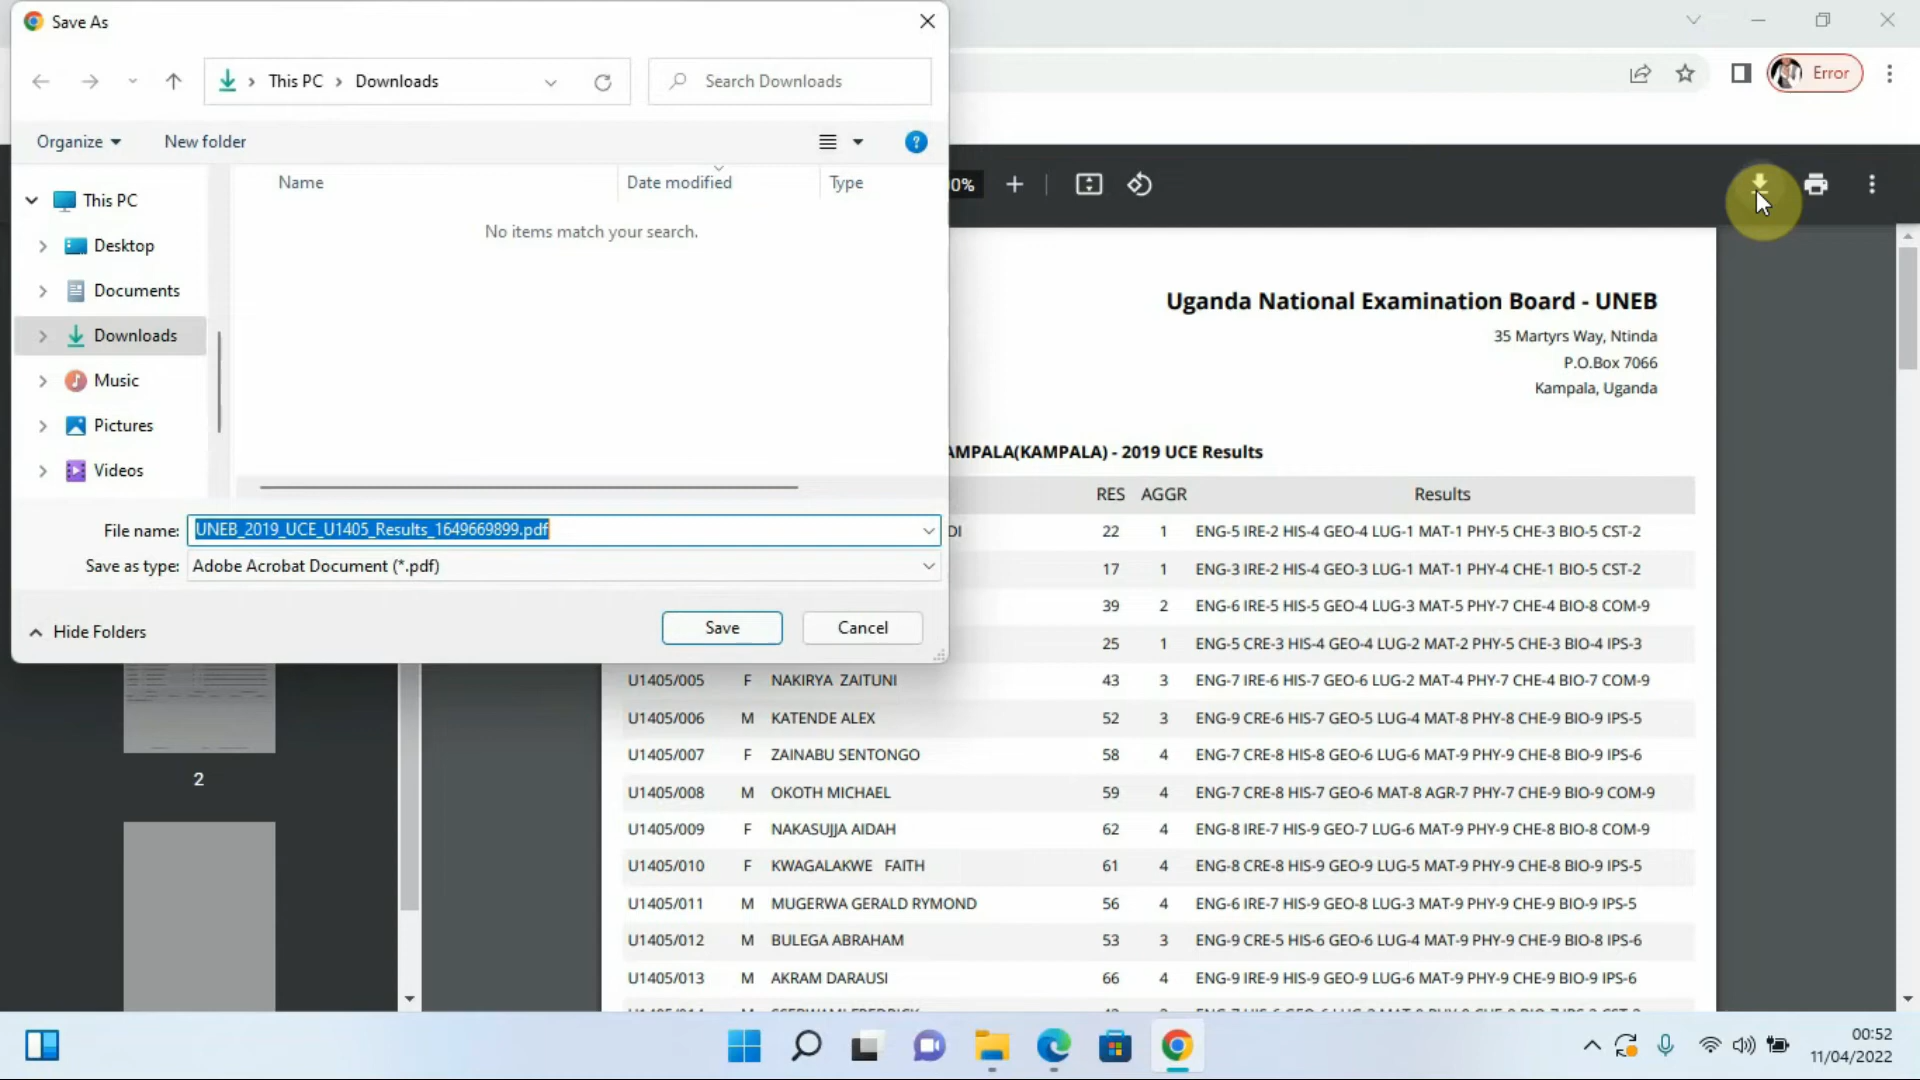 Save As
Error
This PC > Downloads
Search Downloads
Organize
New folder
Name
Date modified
Type
No items match your search.
This PC
Desktop
Documents
Downloads
Music
Pictures
Videos
File name: UNEB_2019_UCE_U1405_Results_1649669899.pdf
Save as type: Adobe Acrobat Document (*.pdf)
Hide Folders
Save
Cancel
0%
Uganda National Examination Board - UNEB
35 Martyrs Way, Ntinda
P.O.Box 7066
Kampala, Uganda
AMPALA(KAMPALA) - 2019 UCE Results
RES AGGR Results
DI 22 1 ENG-5 IRE-2 HIS-4 GEO-4 LUG-1 MAT-1 PHY-5 CHE-3 BIO-5 CST-2
17 1 ENG-3 IRE-2 HIS-4 GEO-3 LUG-1 MAT-1 PHY-4 CHE-1 BIO-5 CST-2
39 2 ENG-6 IRE-5 HIS-5 GEO-4 LUG-3 MAT-5 PHY-7 CHE-4 BIO-8 COM-9
25 1 ENG-5 CRE-3 HIS-4 GEO-4 LUG-2 MAT-2 PHY-5 CHE-3 BIO-4 IPS-3
U1405/005 F NAKIRYA ZAITUNI 43 3 ENG-7 IRE-6 HIS-7 GEO-6 LUG-2 MAT-4 PHY-7 CHE-4 BIO-7 COM-9
U1405/006 M KATENDE ALEX 52 3 ENG-9 CRE-6 HIS-7 GEO-5 LUG-4 MAT-8 PHY-8 CHE-9 BIO-9 IPS-5
U1405/007 F ZAINABU SENTONGO 58 4 ENG-7 CRE-8 HIS-8 GEO-6 LUG-6 MAT-9 PHY-9 CHE-8 BIO-9 IPS-6
U1405/008 M OKOTH MICHAEL 59 4 ENG-7 CRE-8 HIS-7 GEO-6 MAT-8 AGR-7 PHY-7 CHE-9 BIO-9 COM-9
U1405/009 F NAKASUJJA AIDAH 62 4 ENG-8 IRE-7 HIS-9 GEO-7 LUG-6 MAT-9 PHY-9 CHE-8 BIO-8 COM-9
U1405/010 F KWAGALAKWE FAITH 61 4 ENG-8 CRE-8 HIS-9 GEO-9 LUG-5 MAT-9 PHY-9 CHE-8 BIO-9 IPS-5
U1405/011 M MUGERWA GERALD RYMOND 56 4 ENG-6 IRE-7 HIS-9 GEO-8 LUG-3 MAT-9 PHY-9 CHE-9 BIO-9 IPS-5
U1405/012 M BULEGA ABRAHAM 53 3 ENG-9 CRE-5 HIS-6 GEO-6 LUG-4 MAT-9 PHY-9 CHE-9 BIO-8 IPS-6
U1405/013 M AKRAM DARAUSI 66 4 ENG-9 IRE-9 HIS-9 GEO-9 LUG-6 MAT-9 PHY-9 CHE-9 BIO-9 IPS-6
2
00:52
11/04/2022